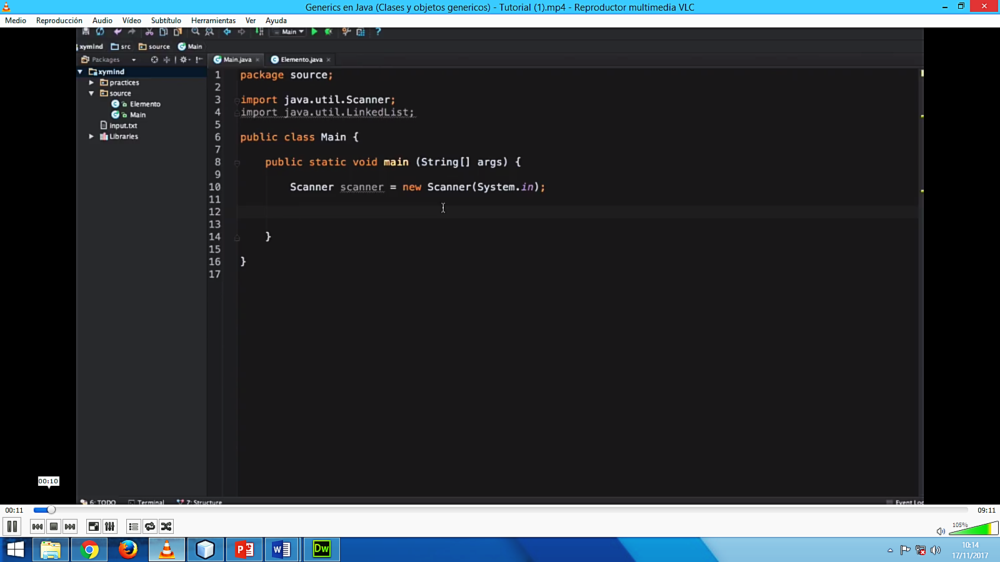 Generics en Java (Clases y objetos genericos) - Tutorial (1).mp4 - Reproductor multimedia VLC
Medio Reproducción Audio Vídeo Subtítulo Herramientas Ver Ayuda
Main
xymind src source Main
Packages
Main.java Elemento.java
xymind
practices
source
Elemento
Main
input.txt
Libraries
1 package source;
2
3 import java.util.Scanner;
4 import java.util.LinkedList;
5
6 public class Main {
7
8 public static void main (String[] args) {
9
10 Scanner scanner = new Scanner(System.in);
11
12
13
14 }
15
16 }
17
00:10
6: TODO Terminal 7: Structure Event Log
00:11 09:11
105%
P W Dw
10:14
17/11/2017